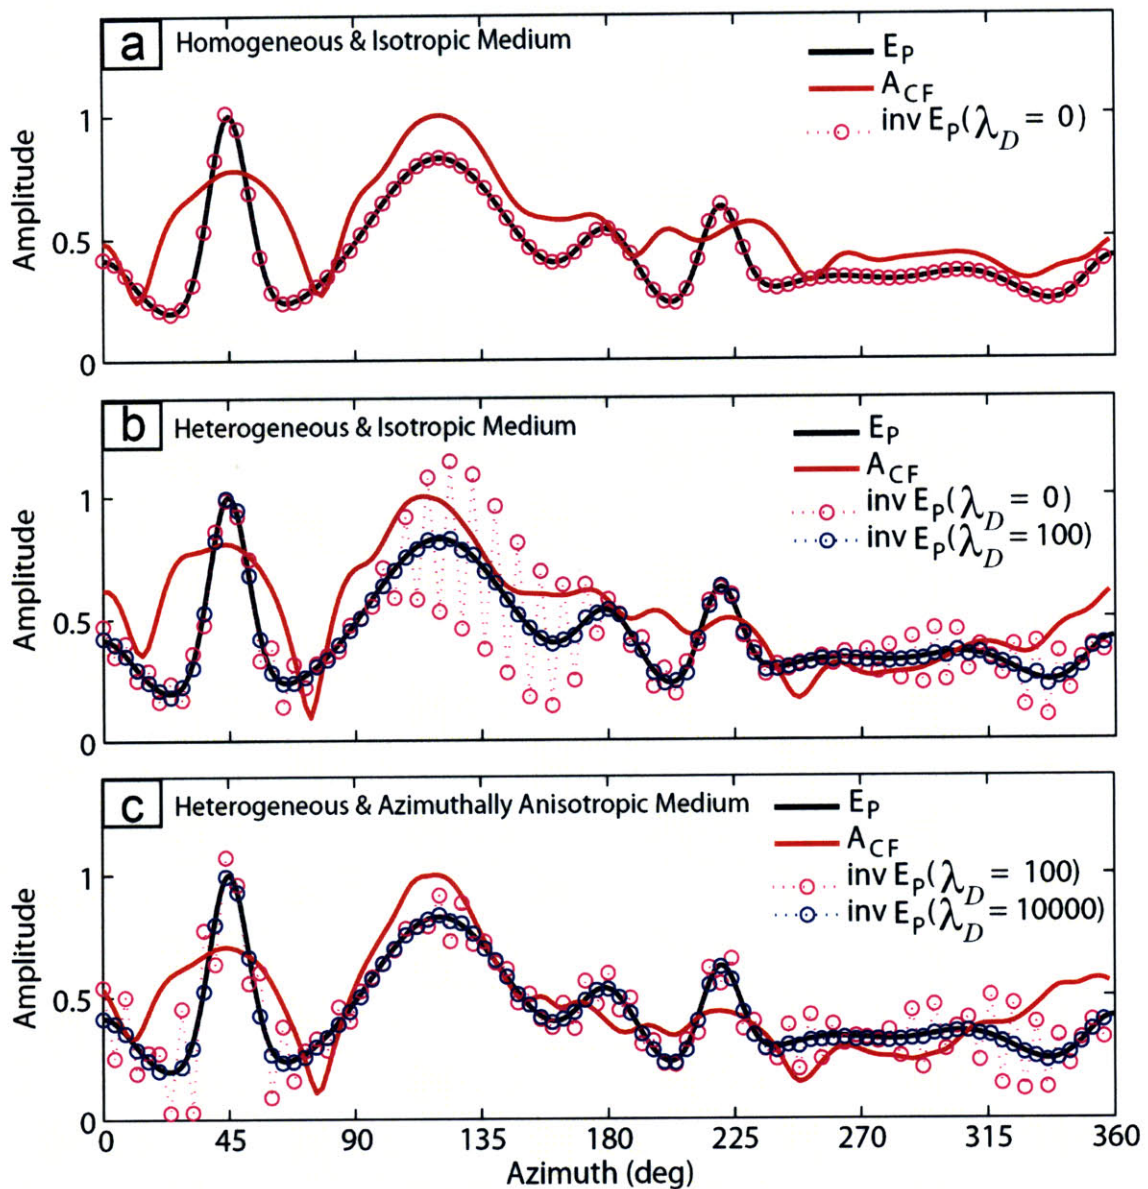 a Homogeneous & Isotropic Medium
E_P
A_CF
inv E_P(λ_D = 0)
1
0.5
0
Amplitude
b Heterogeneous & Isotropic Medium
E_P
A_CF
inv E_P(λ_D = 0)
inv E_P(λ_D = 100)
1
0.5
0
Amplitude
c Heterogeneous & Azimuthally Anisotropic Medium
E_P
A_CF
inv E_P(λ_D = 100)
inv E_P(λ_D = 10000)
1
0.5
0
Amplitude
0 45 90 135 180 225 270 315 360
Azimuth (deg)